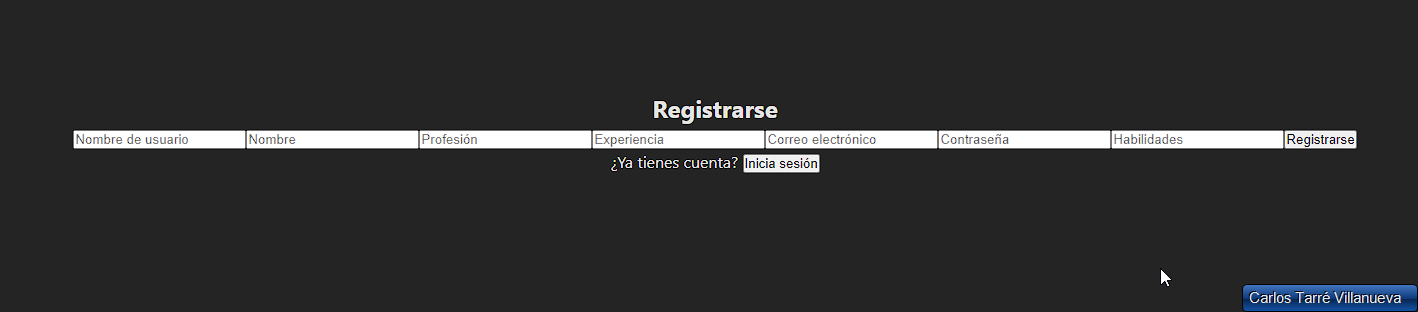 Registrarse
Nombre de usuario Nombre Profesión Experiencia Correo electrónico Contraseña Habilidades Registrarse
¿Ya tienes cuenta? Inicia sesión
Carlos Tarré Villanueva